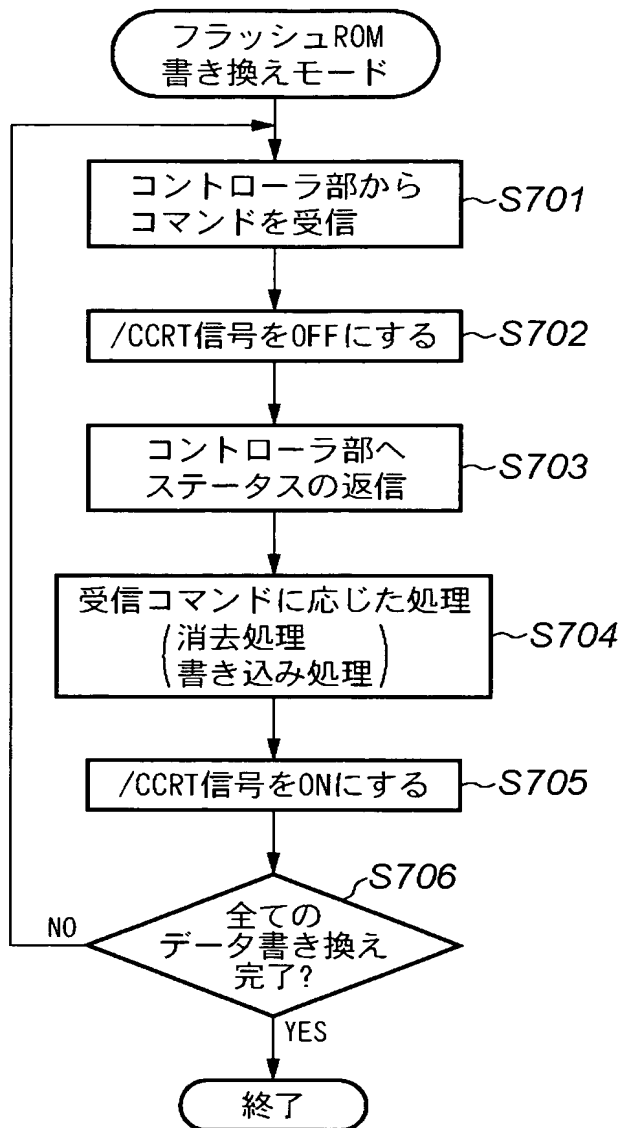 フラッシュROM
書き換えモード
コントローラ部から
コマンドを受信
S701
/CCRT信号をOFFにする
S702
コントローラ部へ
ステータスの返信
S703
受信コマンドに応じた処理
(消去処理
書き込み処理)
S704
/CCRT信号をONにする
S705
S706
全ての
データ書き換え
完了?
NO
YES
終了